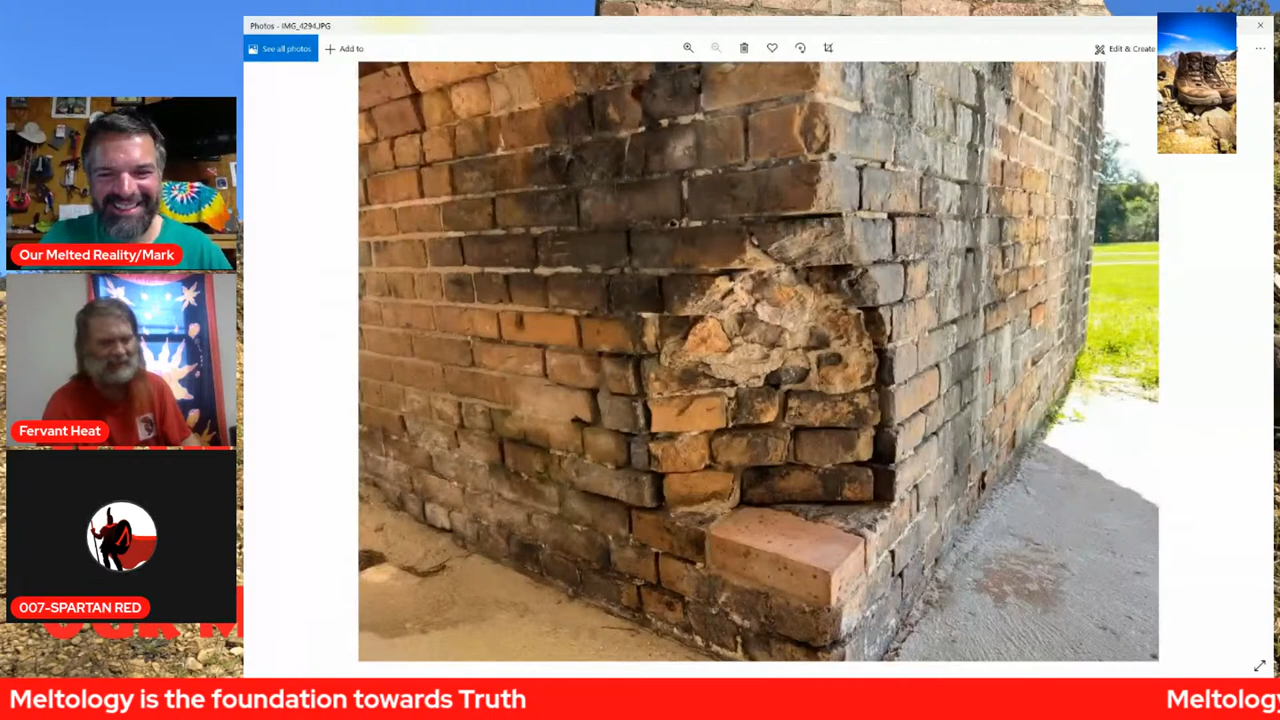 Photos - IMG_4294.JPG
See all photos
Add to
Edit & Create
Our Melted Reality/Mark
Fervant Heat
007-SPARTAN RED
Meltology is the foundation towards Truth
Meltology